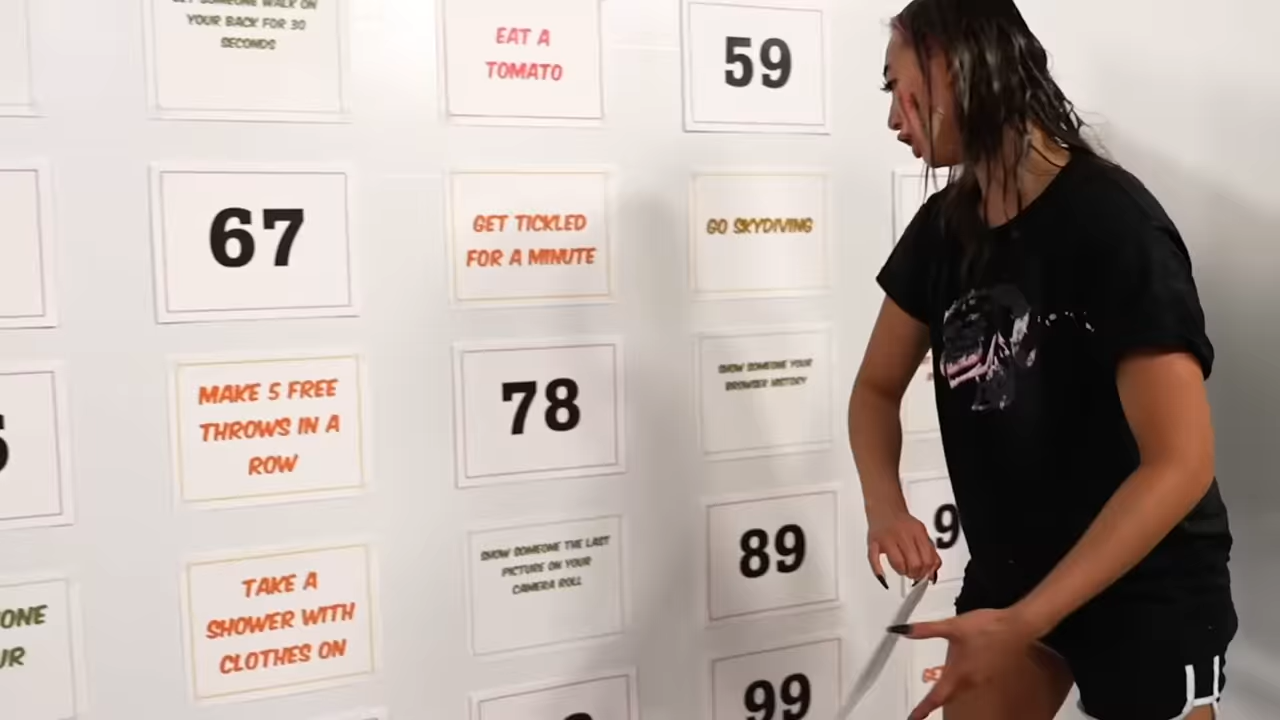 YOUR BACK FOR 30
SECONDS
EAT A
TOMATO
59
67
GET TICKLED
FOR A MINUTE
GO SKYDIVING
MAKE 5 FREE
THROWS IN A
ROW
78
SHOW SOMEONE YOUR
BROWSER HISTORY
TAKE A
SHOWER WITH
CLOTHES ON
SHOW SOMEONE THE LAST
PICTURE ON YOUR
CAMERA ROLL
89
99